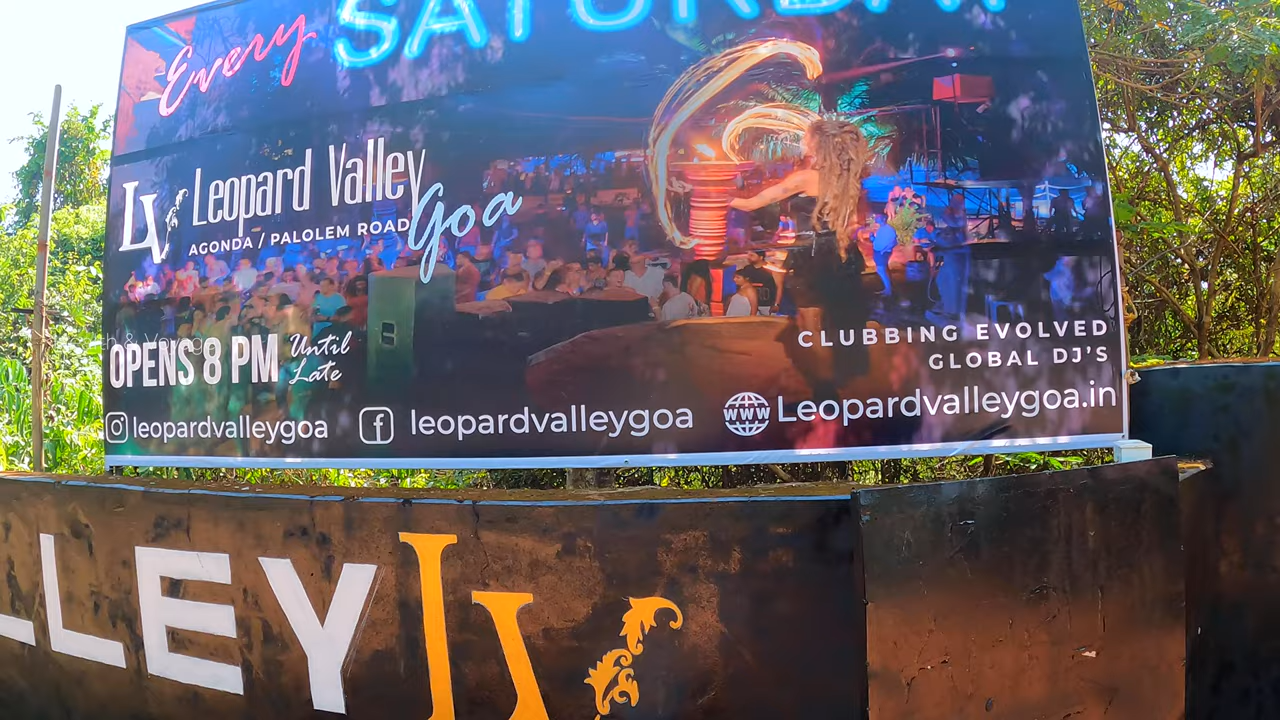 Every SATURDAY
LV Leopard Valley
Goa
AGONDA / PALOLEM ROAD
OPENS 8 PM Until Late
CLUBBING EVOLVED
GLOBAL DJ'S
leopardvalleygoa
leopardvalleygoa
www Leopardvalleygoa.in
LLEY LV